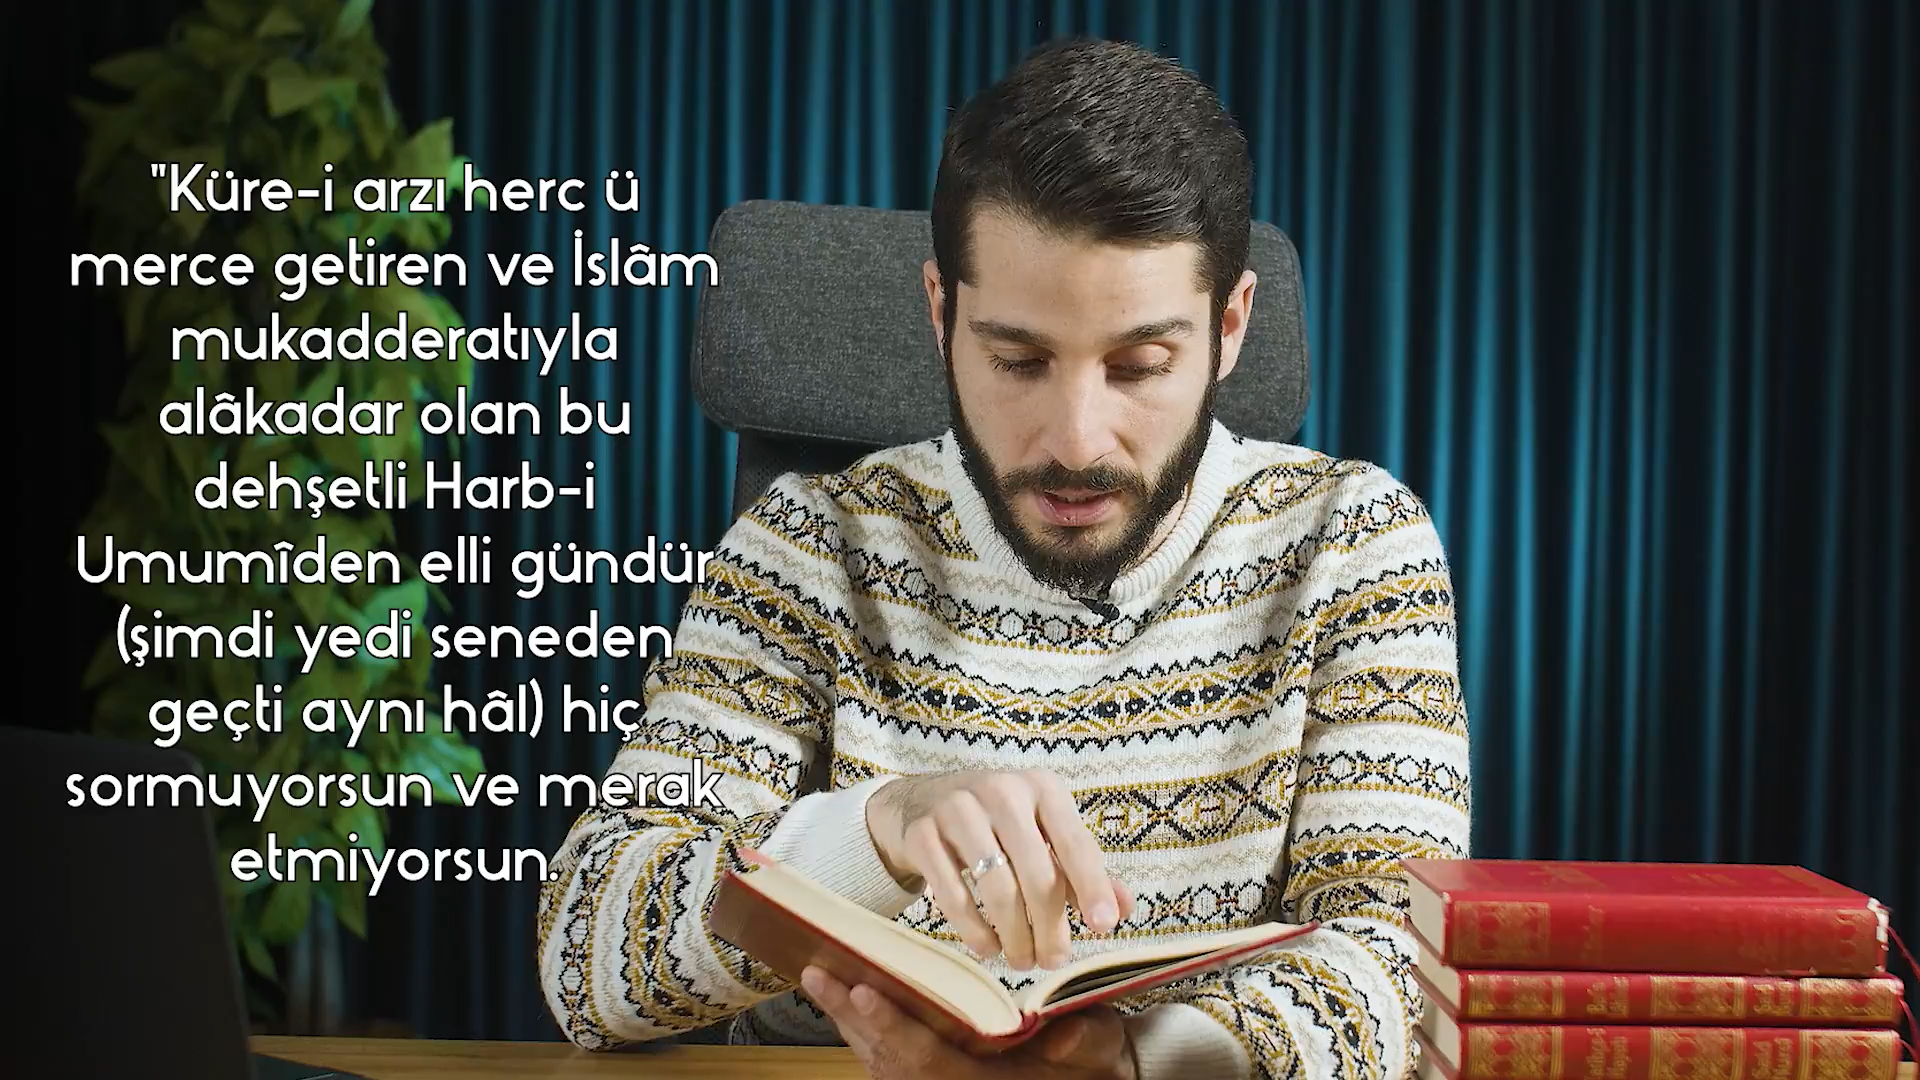 "Küre-i arzı herc ü
merce getiren ve İslâm
mukadderatıyla
alâkadar olan bu
dehşetli Harb-i
Umumîden elli gündür
(şimdi yedi seneden
geçti aynı hâl) hiç
sormuyorsun ve merak
etmiyorsun.